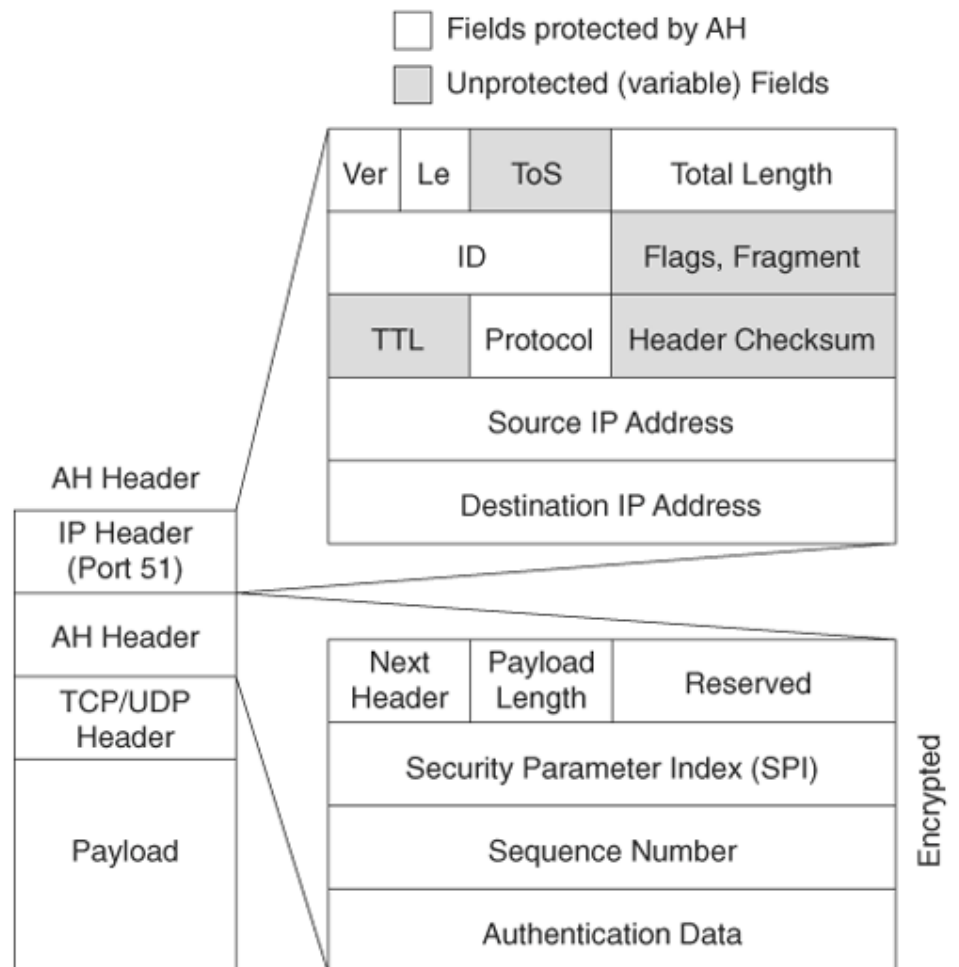 Fields protected by AH
Unprotected (variable) Fields
Ver Le ToS Total Length
ID Flags, Fragment
TTL Protocol Header Checksum
Source IP Address
Destination IP Address
AH Header
IP Header
(Port 51)
AH Header
TCP/UDP
Header
Payload
Next
Header
Payload
Length
Reserved
Security Parameter Index (SPI)
Sequence Number
Authentication Data
Encrypted